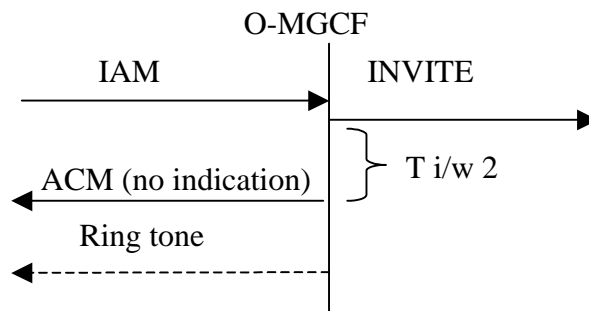 O-MGCF
IAM
INVITE
T i/w 2
ACM (no indication)
Ring tone